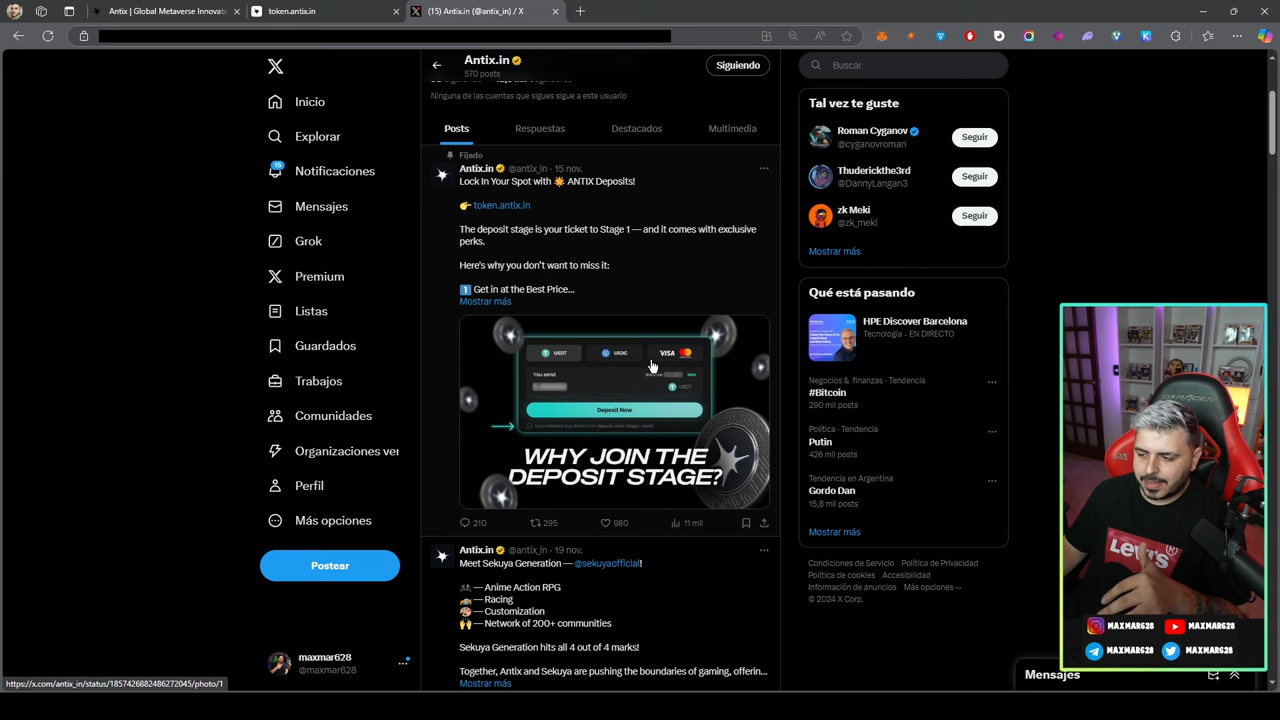 Antix | Global Metaverse Innovato
token.antix.in
(15) Antix.in (@antix_in) / X
Inicio
Explorar
15
Notificaciones
Mensajes
Grok
Premium
Listas
Guardados
Trabajos
Comunidades
Organizaciones ver
Perfil
Más opciones
Postear
maxmar628
@maxmar628
https://x.com/antix_in/status/1857426882486272045/photo/1
Antix.in
570 posts
Siguiendo
Ninguna de las cuentas que sigues sigue a este usuario
Posts
Respuestas
Destacados
Multimedia
Fijado
Antix.in @antix_in · 15 nov.
Lock In Your Spot with ANTIX Deposits!
👉 token.antix.in
The deposit stage is your ticket to Stage 1 — and it comes with exclusive
perks.
Here's why you don't want to miss it:
1️⃣ Get in at the Best Price...
Mostrar más
USDT
USDC
VISA
You send
Max
USDT
Deposit Now
WHY JOIN THE
DEPOSIT STAGE?
210
295
980
11 mil
Antix.in @antix_in · 19 nov.
Meet Sekuya Generation — @sekuyaofficial!
— Anime Action RPG
— Racing
— Customization
— Network of 200+ communities
Sekuya Generation hits all 4 out of 4 marks!
Together, Antix and Sekuya are pushing the boundaries of gaming, offerin...
Mostrar más
Buscar
Tal vez te guste
Roman Cyganov
@cyganovroman
Seguir
Thuderickthe3rd
@DannyLangan3
Seguir
zk Meki
@zk_meki
Seguir
Mostrar más
Qué está pasando
HPE Discover Barcelona
Tecnología · EN DIRECTO
Negocios & finanzas · Tendencia
#Bitcoin
290 mil posts
Política · Tendencia
Putin
426 mil posts
Tendencia en Argentina
Gordo Dan
15,8 mil posts
Mostrar más
Condiciones de Servicio Política de Privacidad
Política de cookies Accesibilidad
Información de anuncios Más opciones ···
© 2024 X Corp.
Mensajes
DXRACER
Levi's
MAXMAR628
MAXMAR628
MAXMAR628
MAXMAR628